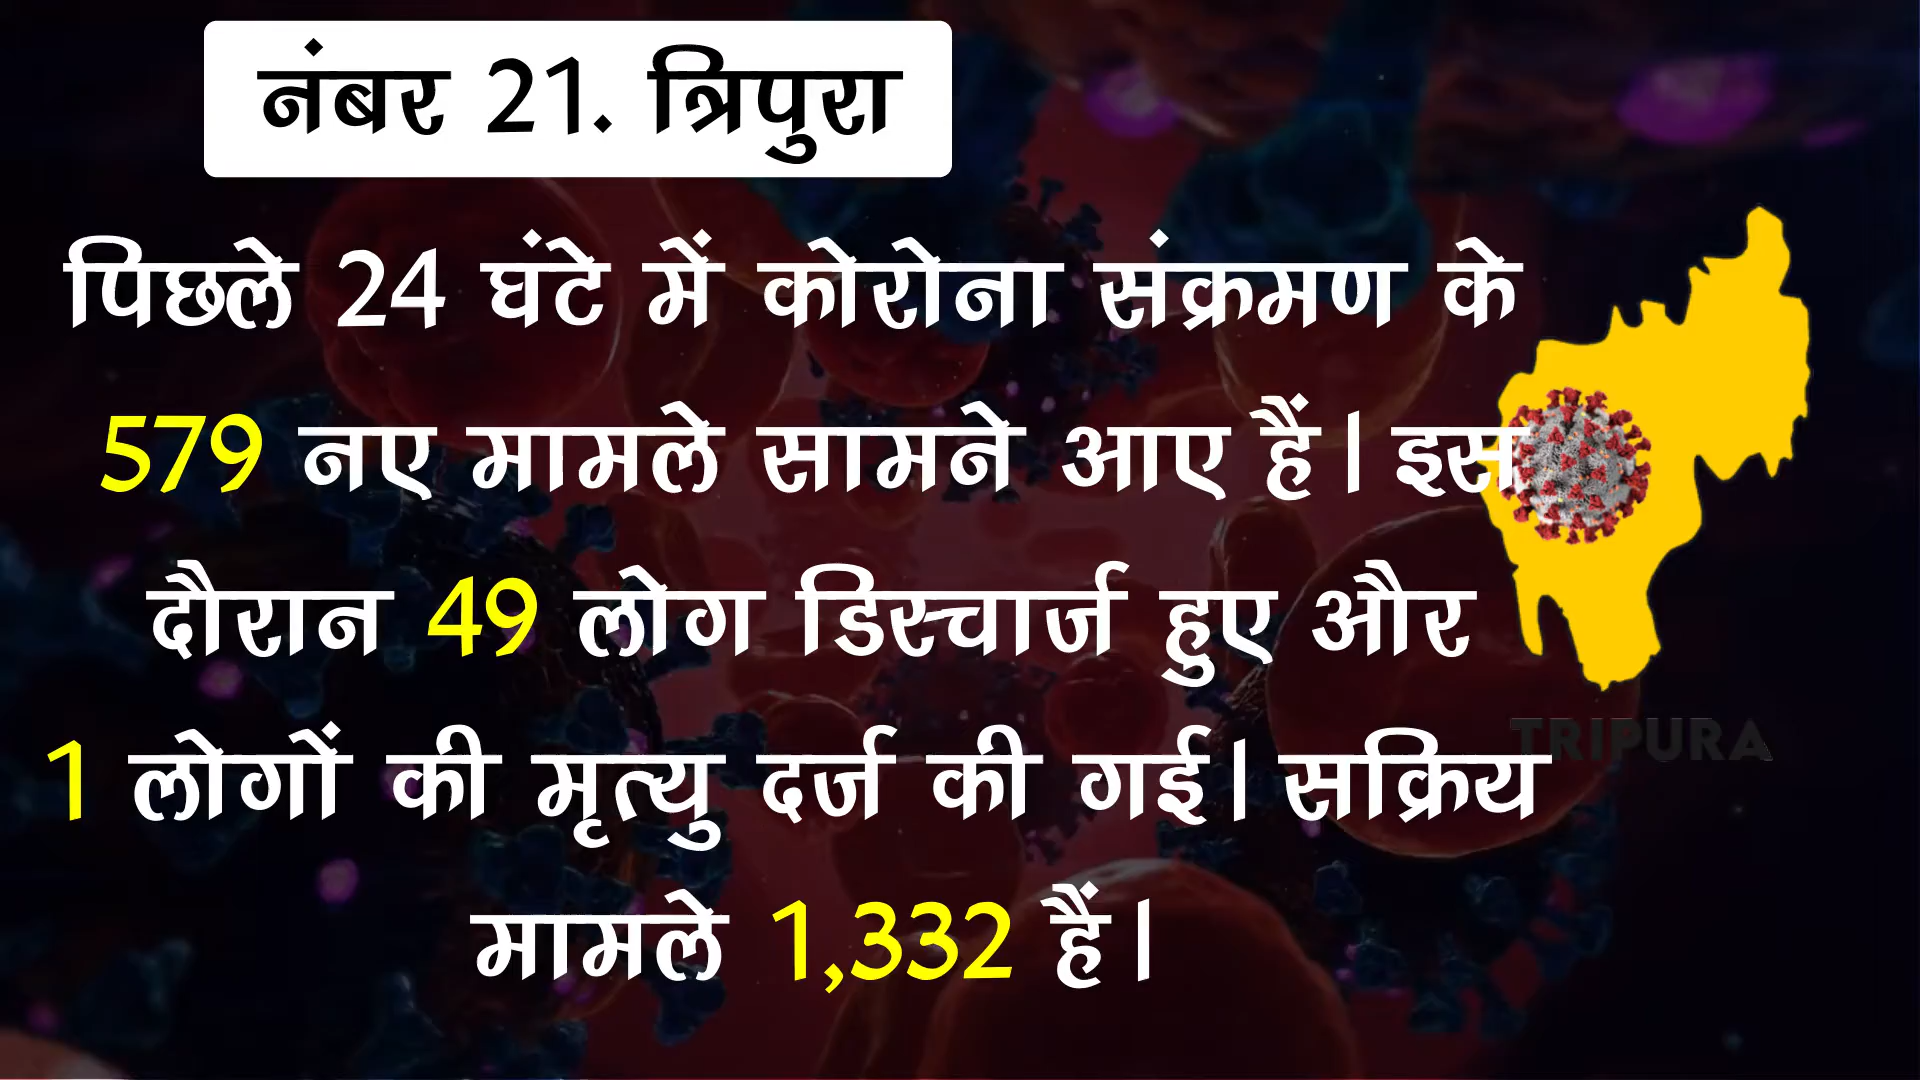 नंबर 21. त्रिपुरा
पिछले 24 घंटे में कोरोना संक्रमण के
579 नए मामले सामने आए हैं। इस
दौरान 49 लोग डिस्चार्ज हुए और
1 लोगों की मृत्यु दर्ज की गई। सक्रिय
मामले 1,332 हैं।
TRIPURA